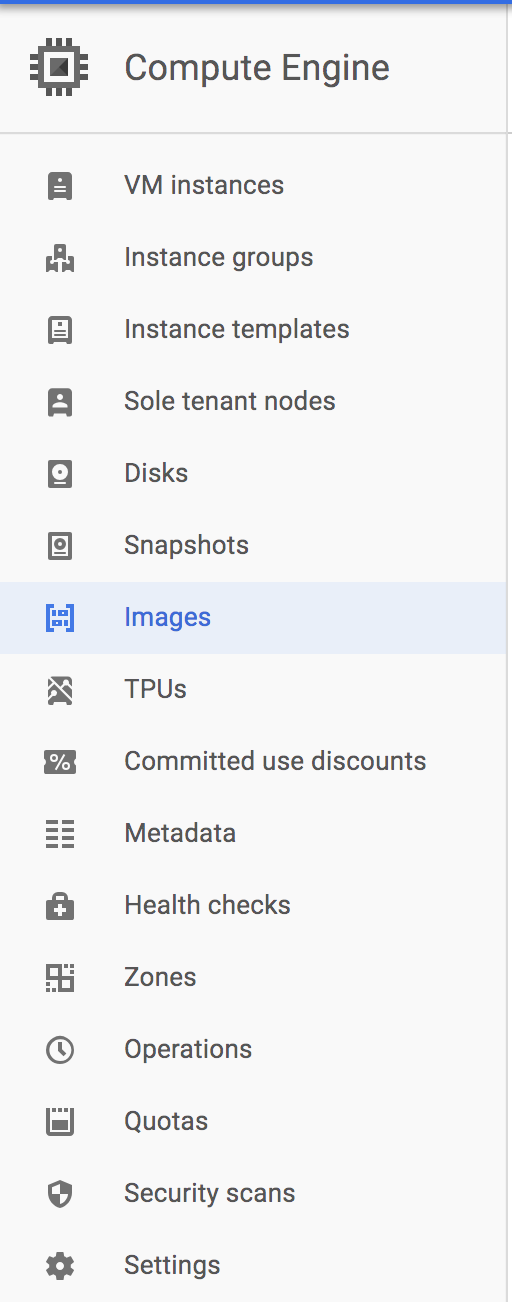 Compute Engine
VM instances
Instance groups
Instance templates
Sole tenant nodes
Disks
Snapshots
Images
TPUs
Committed use discounts
Metadata
Health checks
Zones
Operations
Quotas
Security scans
Settings